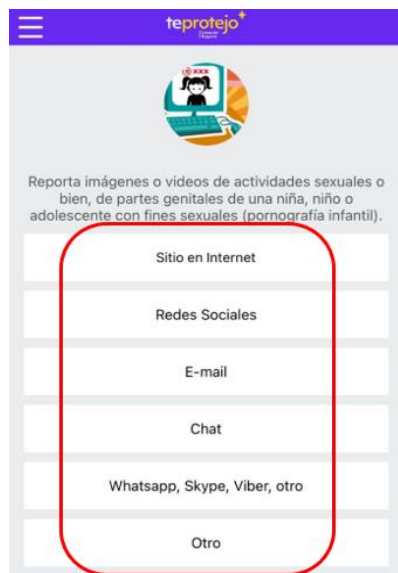 teprotejo+
XXX
Reporta imágenes o videos de actividades sexuales o
bien, de partes genitales de una niña, niño o
adolescente con fines sexuales (pornografía infantil).
Sitio en Internet
Redes Sociales
E-mail
Chat
Whatsapp, Skype, Viber, otro
Otro